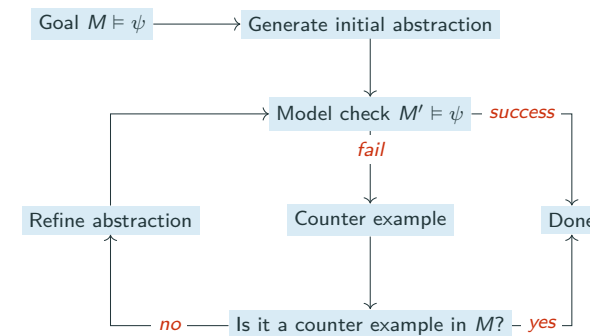 Goal M ⊨ ψ
Generate initial abstraction
Model check M′ ⊨ ψ
success
fail
Refine abstraction
Counter example
Done
no
Is it a counter example in M?
yes